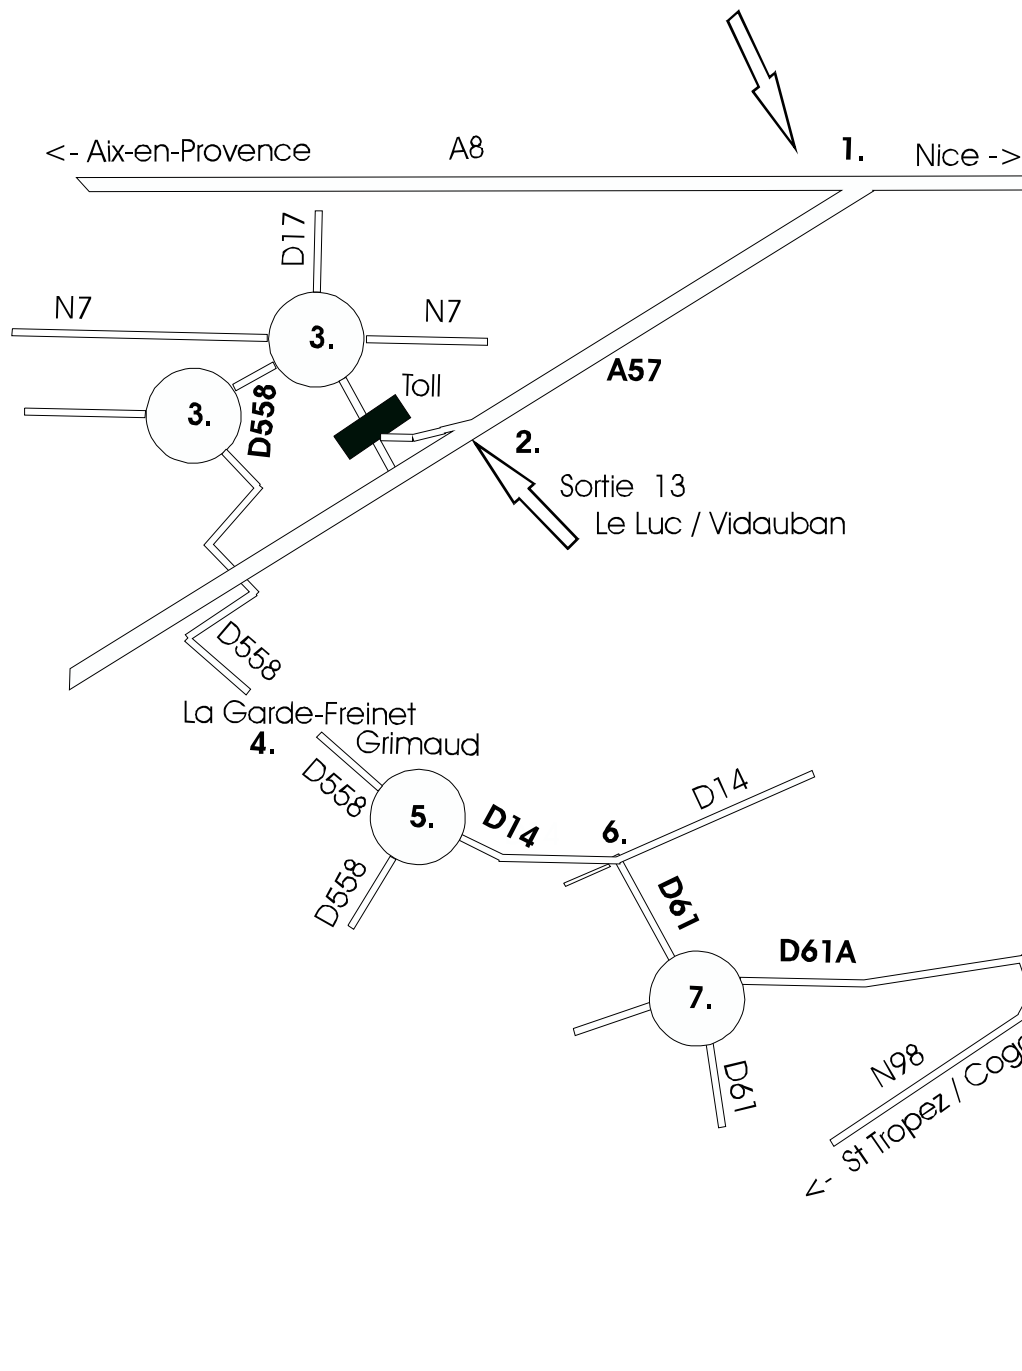 <- Aix-en-Provence
A8
1.
Nice ->
D17
N7
N7
3.
A57
Toll
3.
D558
2.
Sortie 13
Le Luc / Vidauban
D558
La Garde-Freinet
4.
Grimaud
D558
5.
D14
D14
6.
D558
D61
D61A
7.
N98
D61
<- St Tropez /